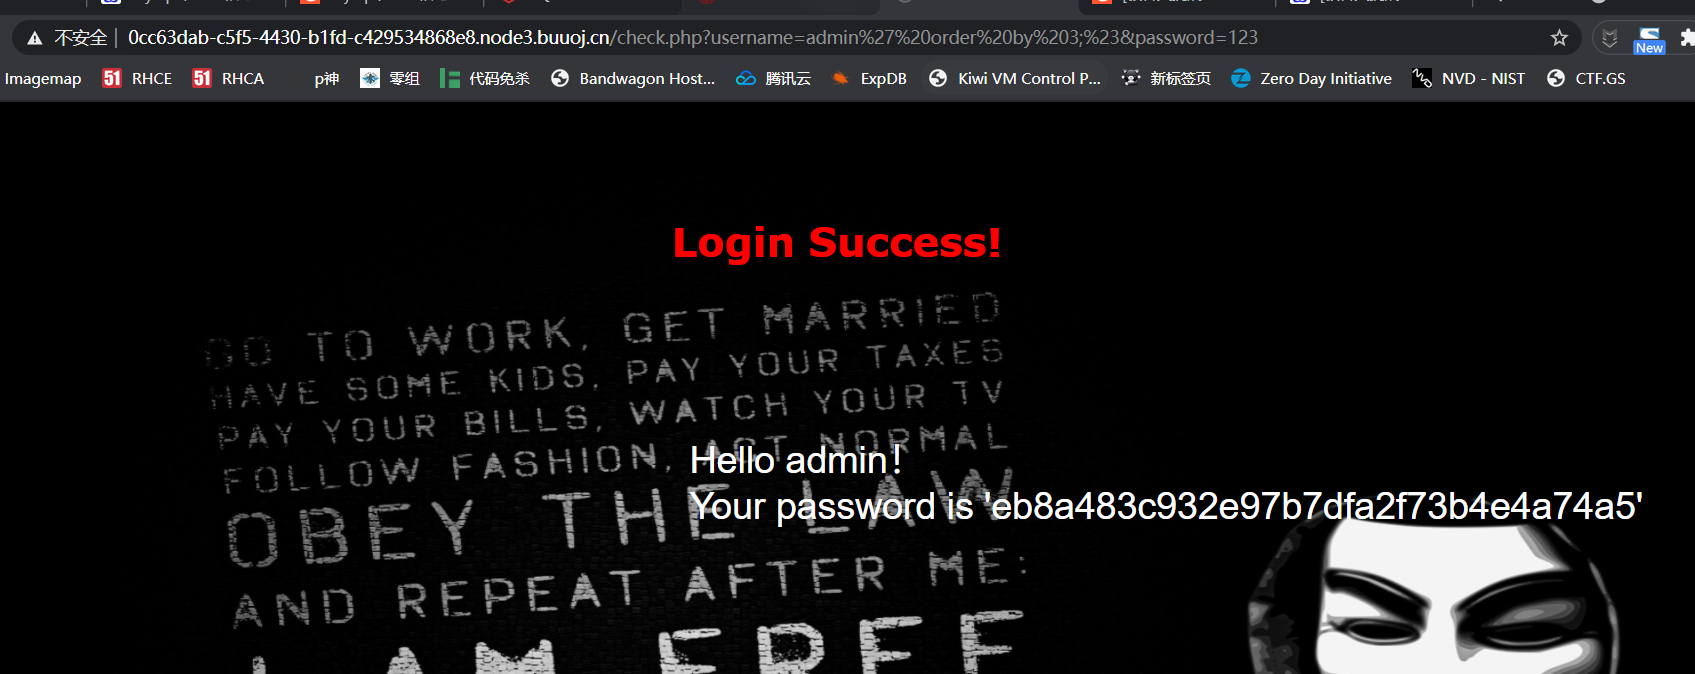 不安全 | 0cc63dab-c5f5-4430-b1fd-c429534868e8.node3.buuoj.cn/check.php?username=admin%27%20order%20by%203;%23&password=123
New
Imagemap 51 RHCE 51 RHCA p神 零组 代码免杀 Bandwagon Host... 腾讯云 ExpDB Kiwi VM Control P... 新标签页 Zero Day Initiative NVD - NIST CTF.GS
Login Success!
GO TO WORK, GET MARRIED
HAVE SOME KIDS, PAY YOUR TAXES
PAY YOUR BILLS, WATCH YOUR TV
FOLLOW FASHION, ACT NORMAL
Hello admin！
Your password is 'eb8a483c932e97b7dfa2f73b4e4a74a5'
OBEY THE LAW
AND REPEAT AFTER ME:
I AM FREE